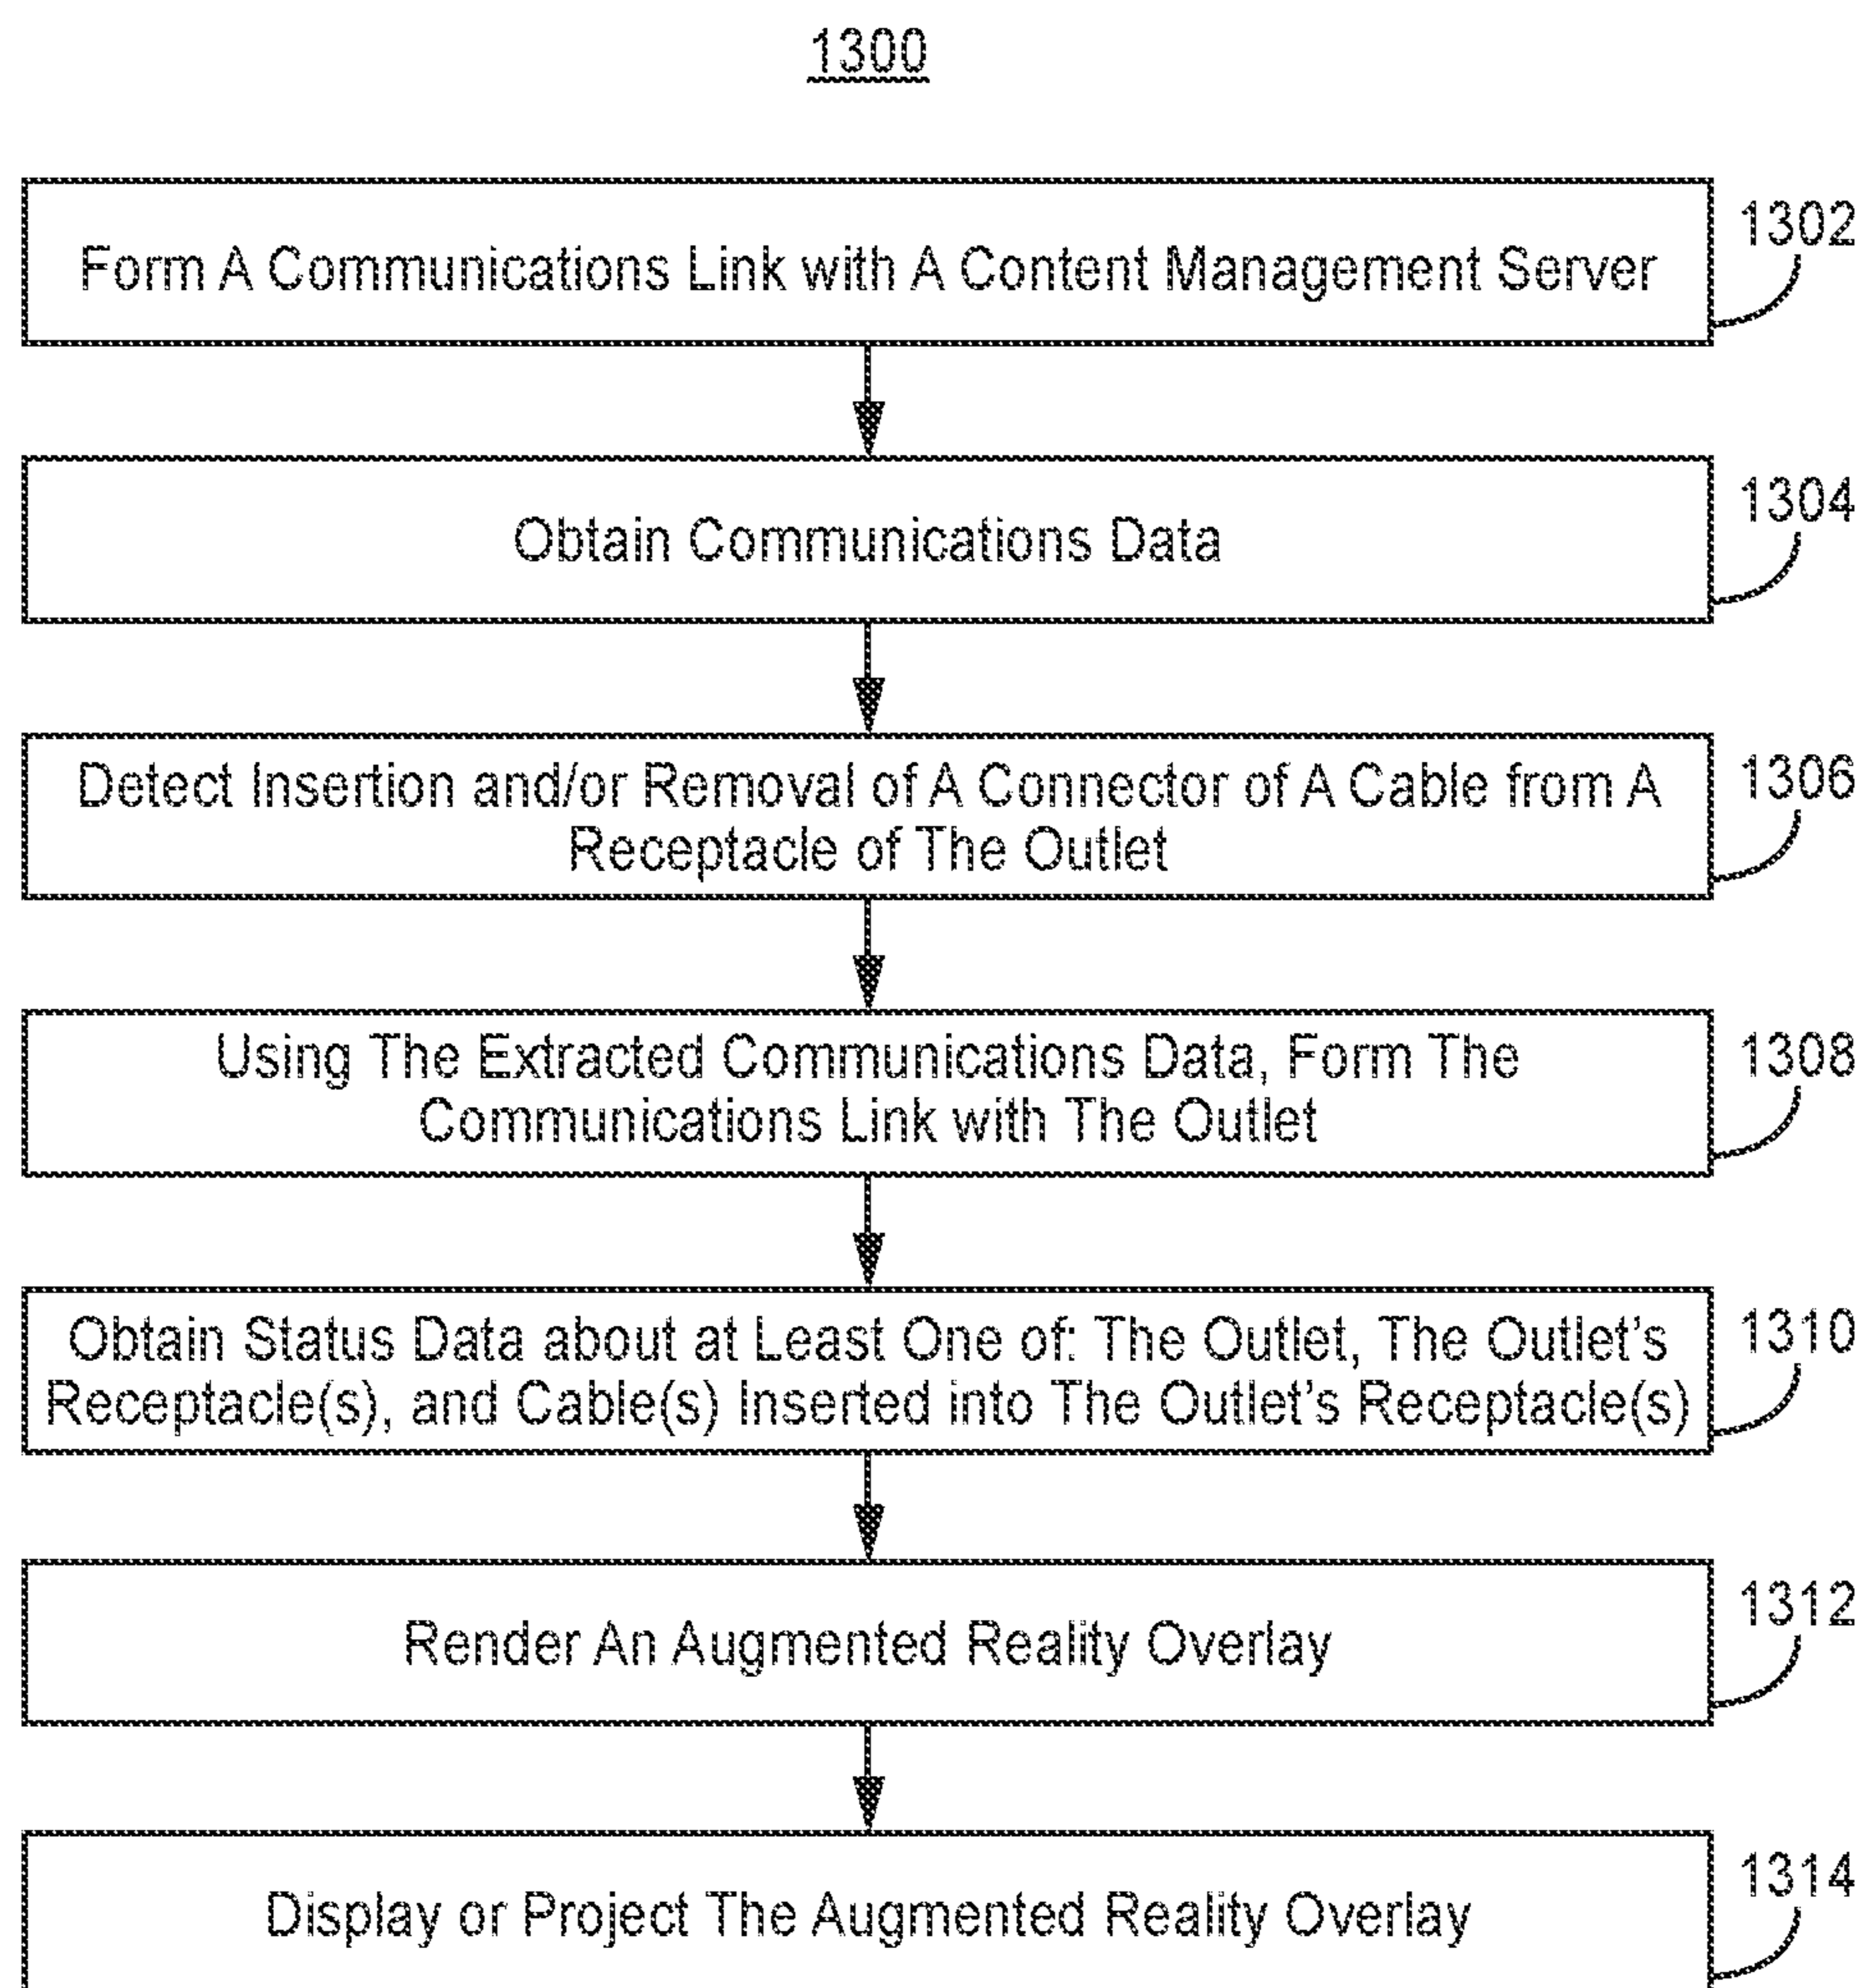 1300
Form A Communications Link with A Content Management Server
1302
Obtain Communications Data
1304
Detect Insertion and/or Removal of A Connector of A Cable from A
Receptacle of The Outlet
1306
Using The Extracted Communications Data, Form The
Communications Link with The Outlet
1308
Obtain Status Data about at Least One of: The Outlet, The Outlet's
Receptacle(s), and Cable(s) Inserted into The Outlet's Receptacle(s)
1310
Render An Augmented Reality Overlay
1312
Display or Project The Augmented Reality Overlay
1314